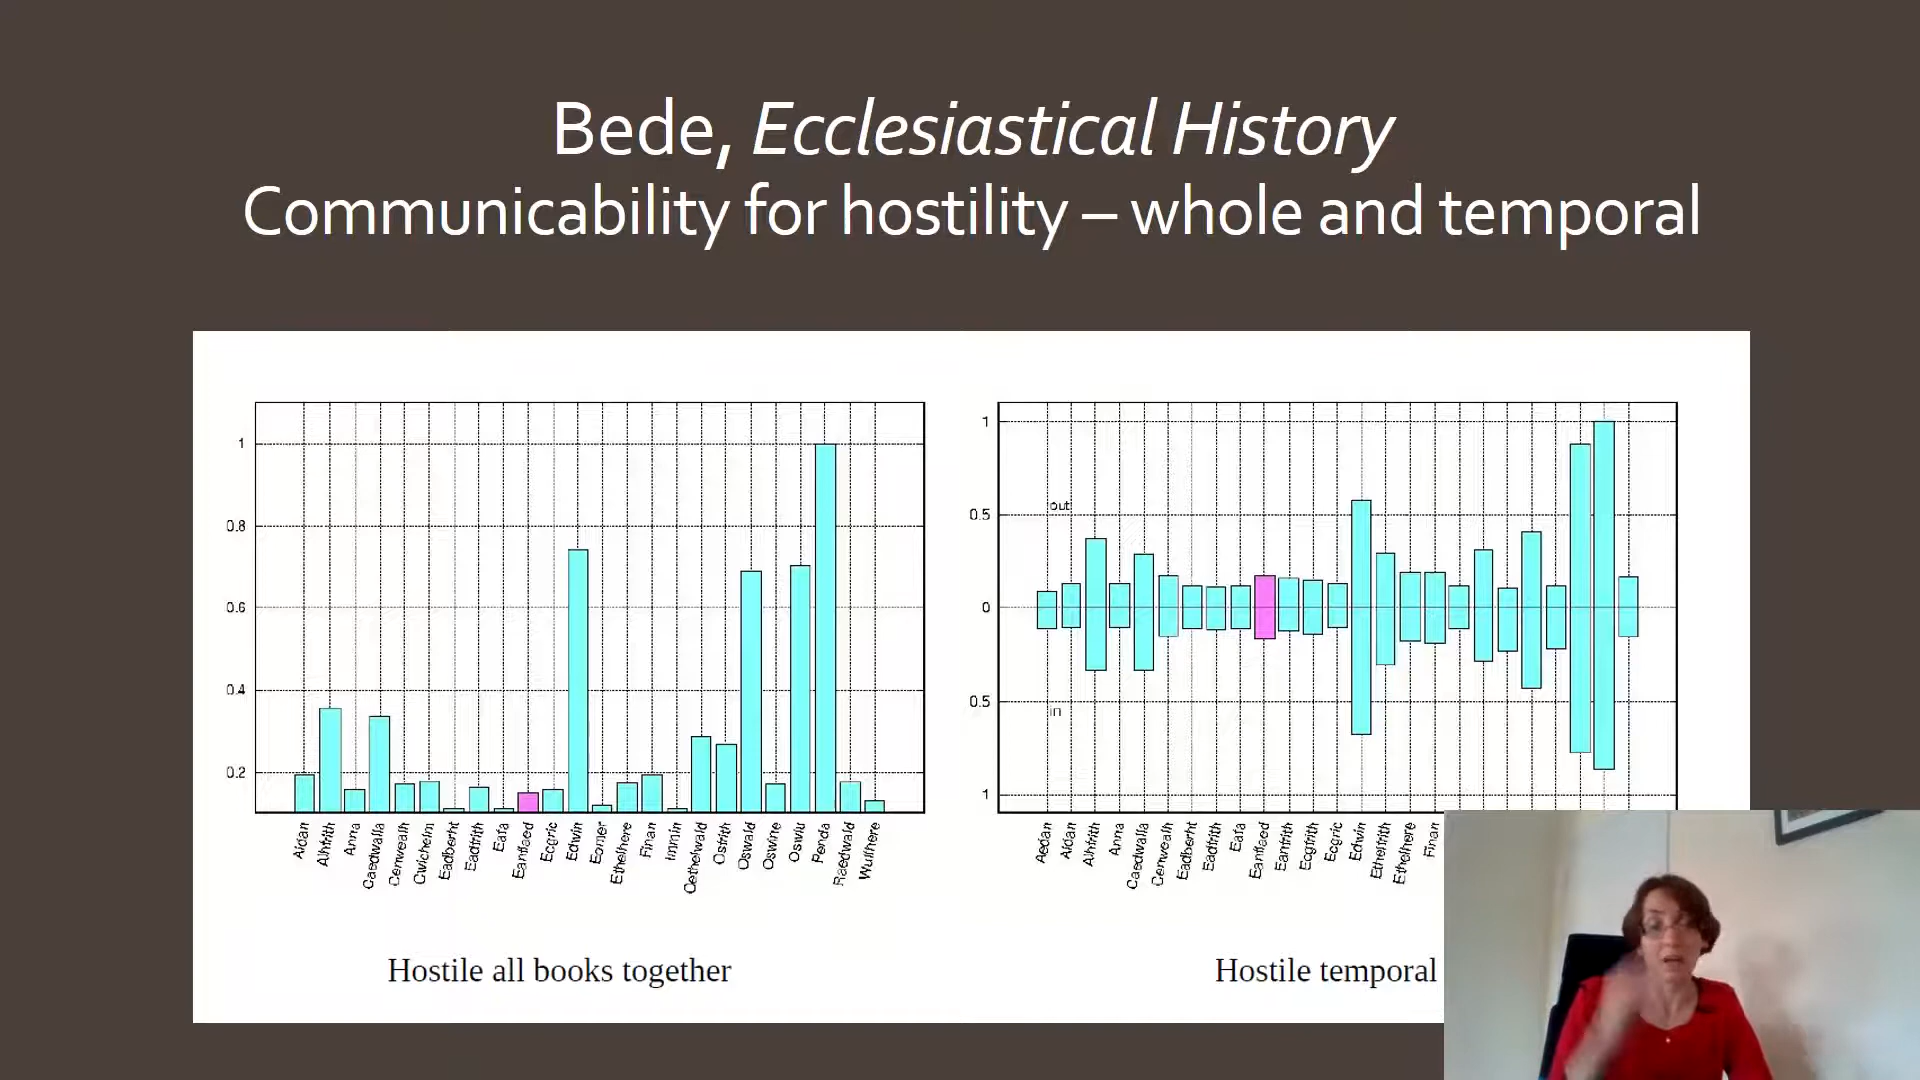 Bede, Ecclesiastical History
Communicability for hostility – whole and temporal
1
0.8
0.6
0.4
0.2
Aidan
Alhfrith
Anna
Caedwalla
Cenwealh
Cwichelm
Eadberht
Eadfrith
Eafa
Eanflaed
Ecgric
Edwin
Eomer
Ethelhere
Finan
Immin
Oethelwald
Osfrith
Oswald
Oswine
Oswiu
Penda
Raedwald
Wulfhere
Hostile all books together
1
out
0.5
0
0.5
in
1
Aedan
Aidan
Alhfrith
Anna
Caedwalla
Cenwealh
Eadberht
Eadfrith
Eafa
Eanflaed
Eanfrith
Ecgfrith
Ecgric
Edwin
Ethelfrith
Ethelhere
Finan
Hostile temporal